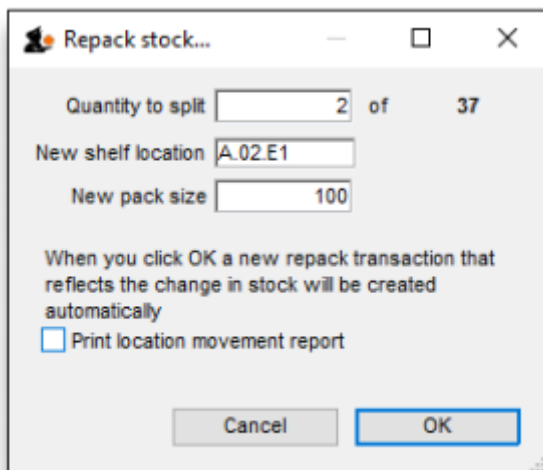 Repack stock...
Quantity to split 2 of 37
New shelf location A.02.E1
New pack size 100
When you click OK a new repack transaction that
reflects the change in stock will be created
automatically
Print location movement report
Cancel OK